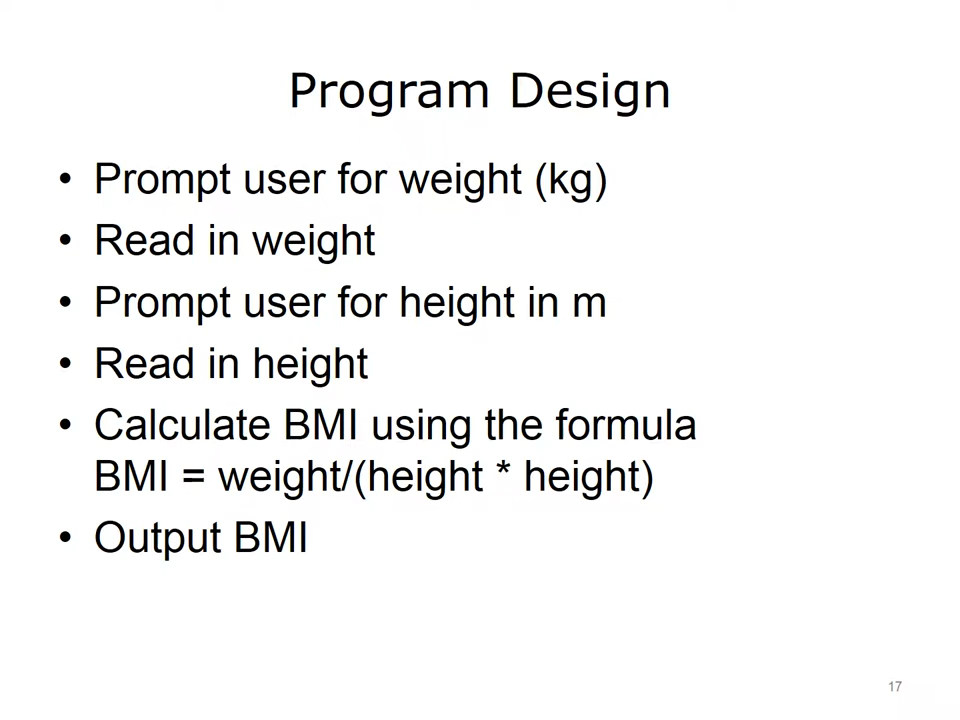 Program Design
• Prompt user for weight (kg)
• Read in weight
• Prompt user for height in m
• Read in height
• Calculate BMI using the formula
BMI = weight/(height * height)
• Output BMI
17